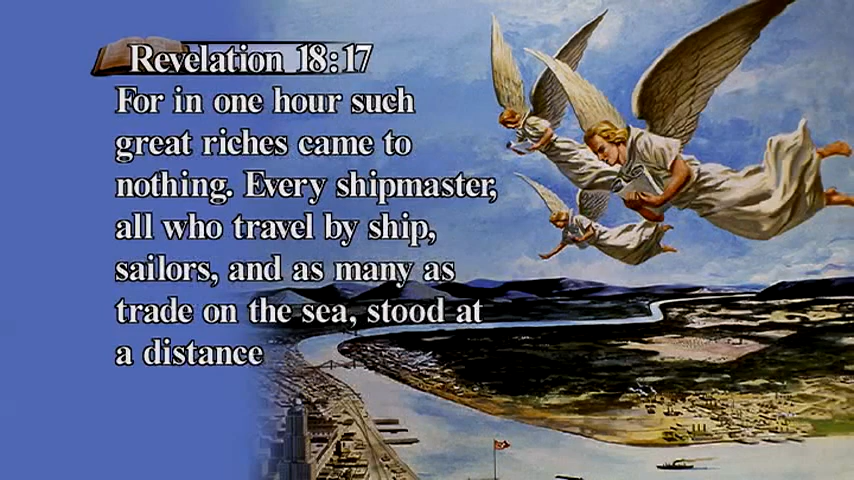 Revelation 18:17
For in one hour such
great riches came to
nothing. Every shipmaster,
all who travel by ship,
sailors, and as many as
trade on the sea, stood at
a distance